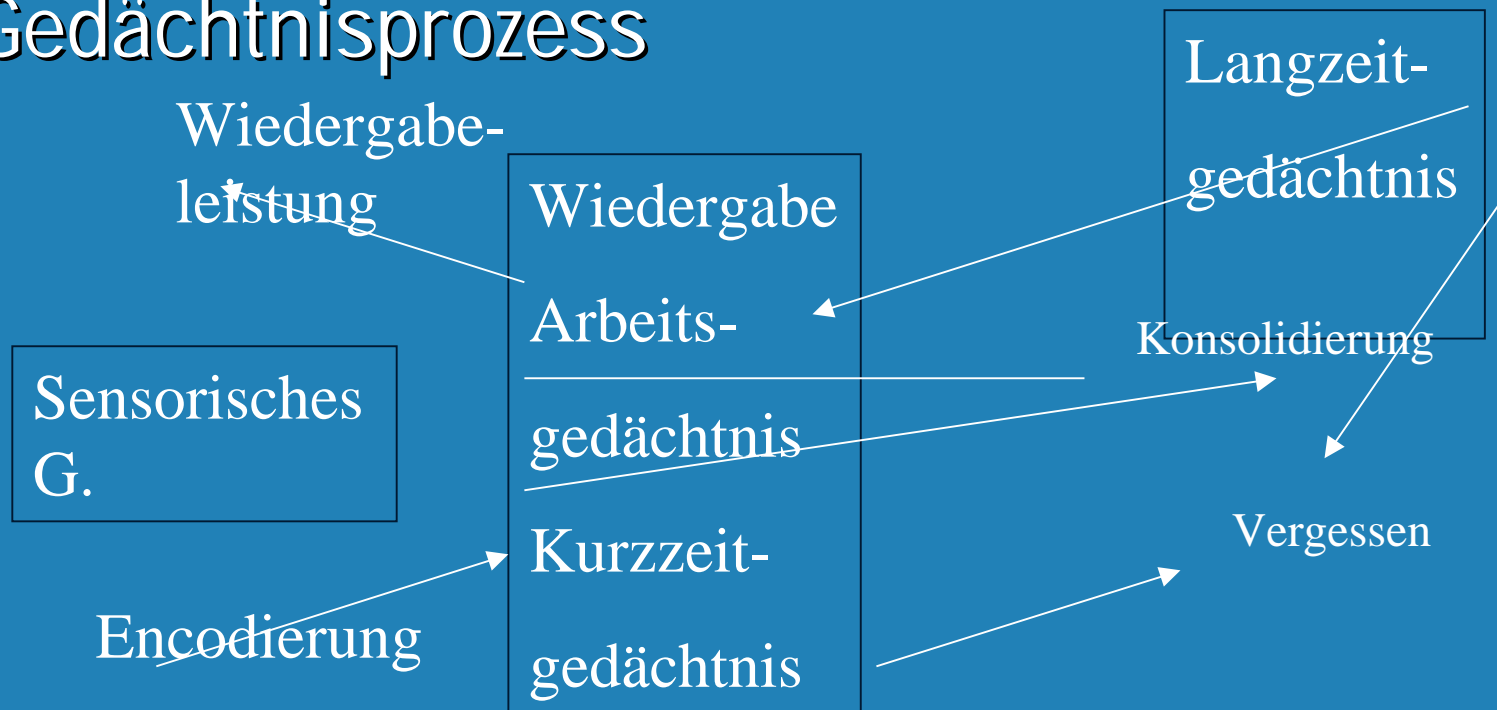 Gedächtnisprozess
Wiedergabe-
leistung
Sensorisches
G.
Encodierung
Wiedergabe
Arbeits-
gedächtnis
Kurzzeit-
gedächtnis
Langzeit-
gedächtnis
Konsolidierung
Vergessen